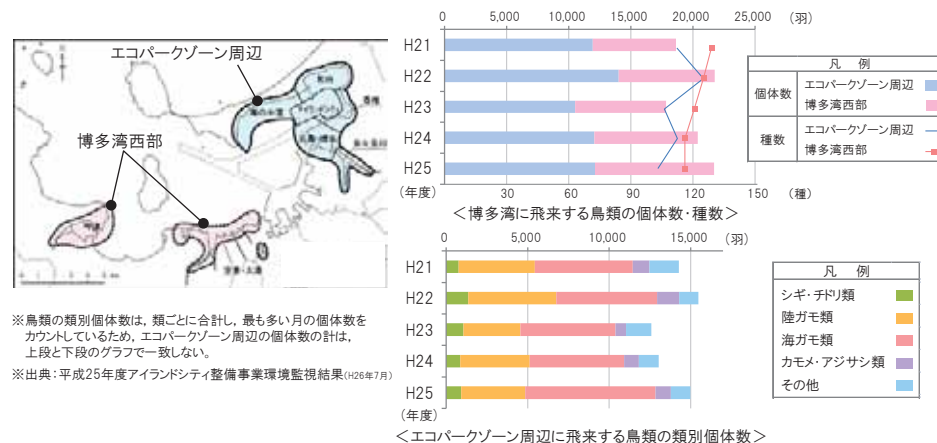 エコパークゾーン周辺
博多湾西部
※鳥類の類別個体数は，類ごとに合計し，最も多い月の個体数を
カウントしているため，エコパークゾーン周辺の個体数の計は，
上段と下段のグラフで一致しない。
※出典：平成25年度アイランドシティ整備事業環境監視結果(H26年7月)
0 5,000 10,000 15,000 20,000 25,000 (羽)
H21
H22
H23
H24
H25
(年度) 30 60 90 120 150 (種)
＜博多湾に飛来する鳥類の個体数・種数＞
凡 例
個体数 エコパークゾーン周辺
博多湾西部
種数 エコパークゾーン周辺
博多湾西部
0 5,000 10,000 15,000 (羽)
H21
H22
H23
H24
H25
(年度)
＜エコパークゾーン周辺に飛来する鳥類の類別個体数＞
凡 例
シギ・チドリ類
陸ガモ類
海ガモ類
カモメ・アジサシ類
その他